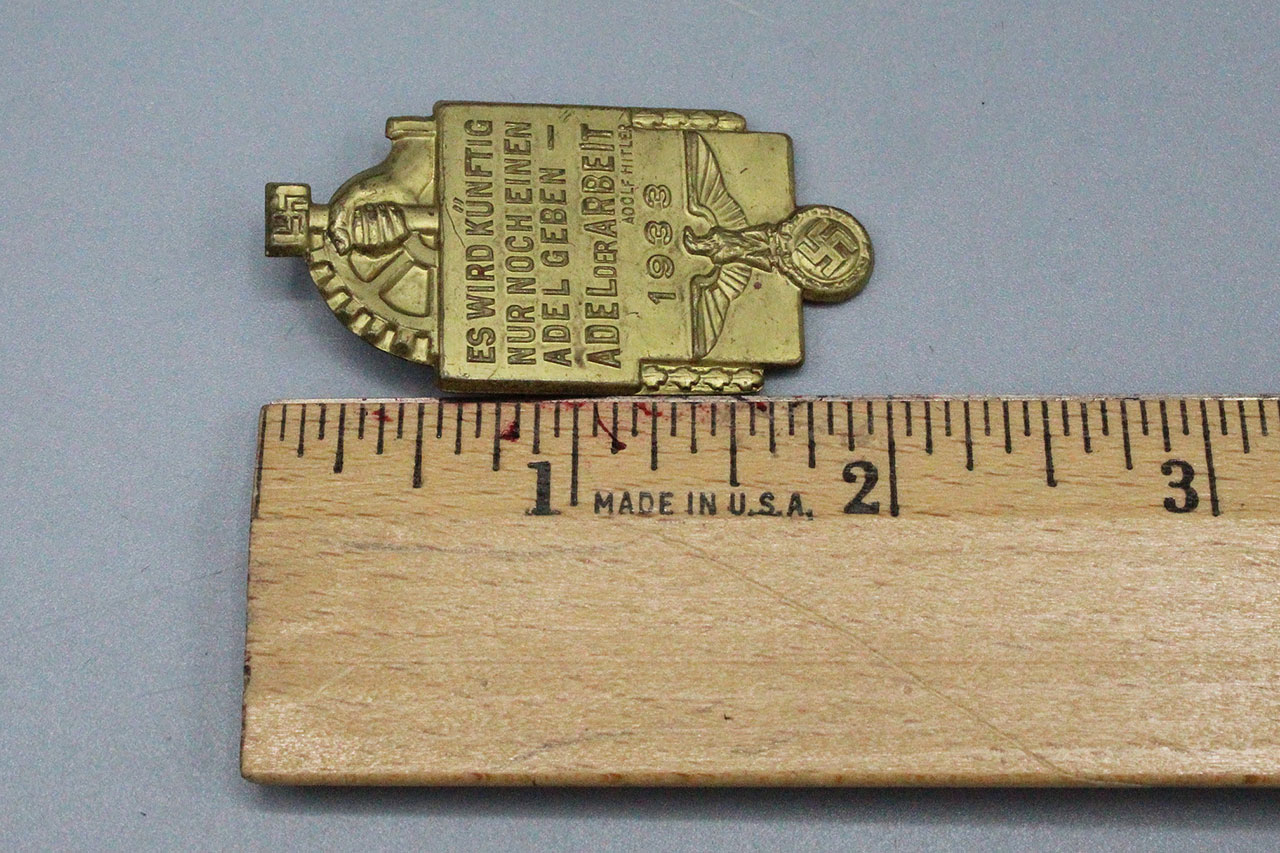 ES WIRD KÜNFTIG
NUR NOCH EINEN
ADEL GEBEN —
ADEL DER ARBEIT
ADOLF HITLER
1933
1
2
3
MADE IN U.S.A.